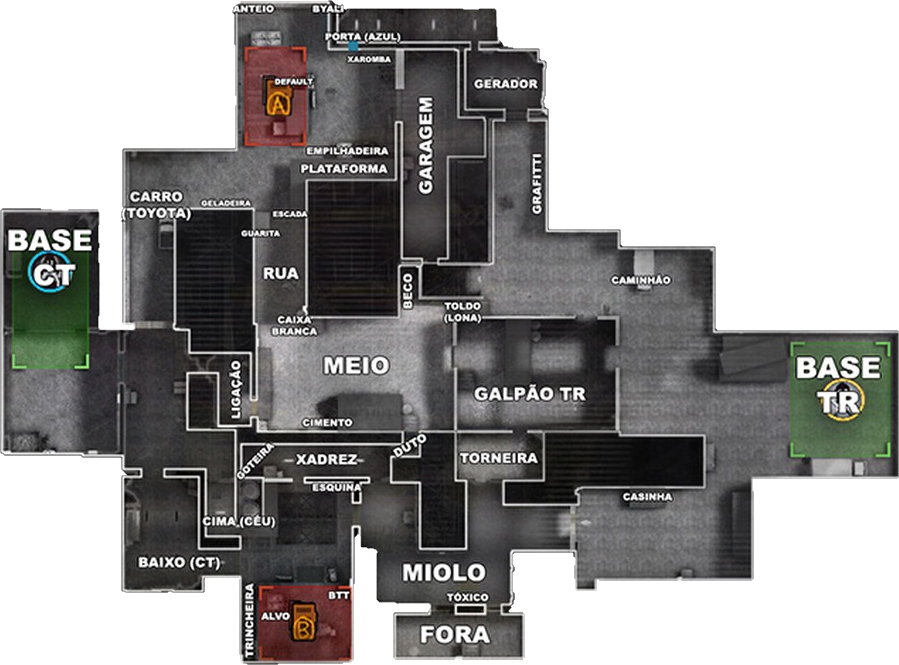 ANTEIO
BYALI
PORTA (AZUL)
XAROMBA
DEFAULT
A
GERADOR
GARAGEM
EMPILHADEIRA
PLATAFORMA
GRAFITTI
CARRO
(TOYOTA)
GELADEIRA
ESCADA
GUARITA
BASE
CT
RUA
BECO
CAMINHÃO
TOLDO
(LONA)
CAIXA
BRANCA
MEIO
LIGAÇÃO
GALPÃO TR
BASE
TR
CIMENTO
DUTO
GOTEIRA
XADREZ
TORNEIRA
ESQUINA
CASINHA
CIMA (CÉU)
BAIXO (CT)
MIOLO
TRINCHEIRA
BTT
ALVO
B
TÓXICO
FORA